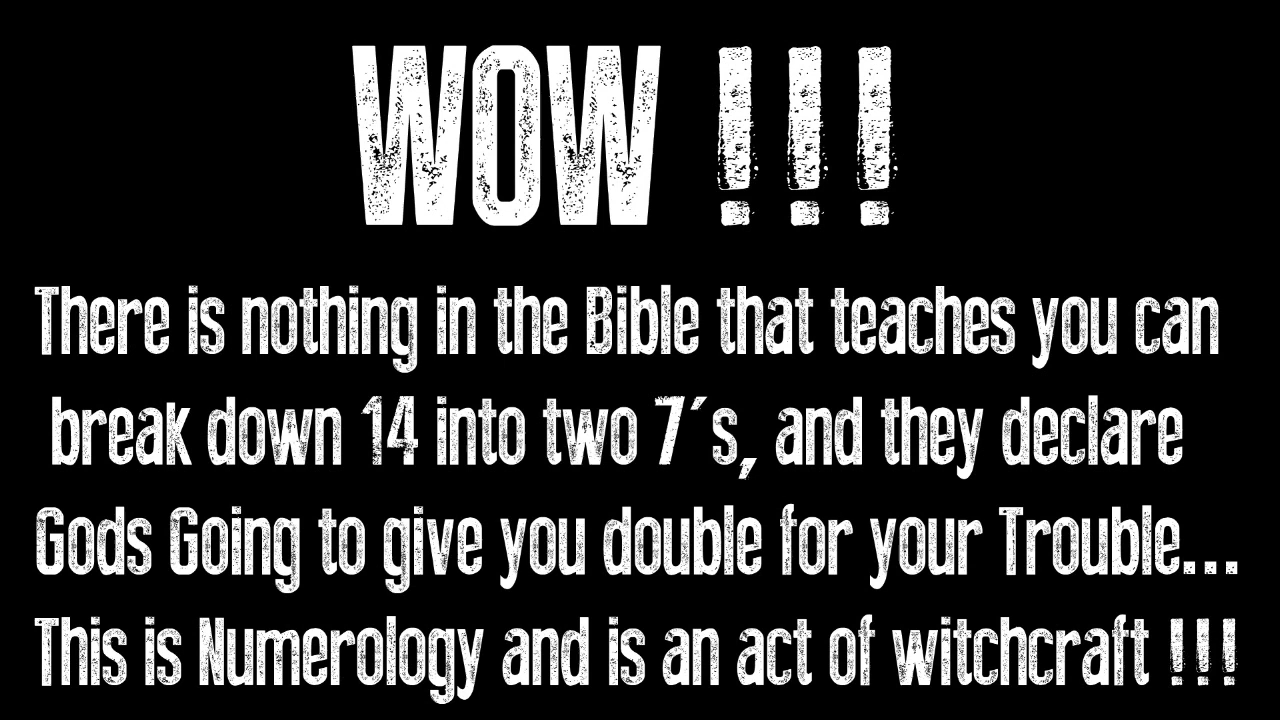 WOW !!!
There is nothing in the Bible that teaches you can
break down 14 into two 7's, and they declare
Gods Going to give you double for your Trouble...
This is Numerology and is an act of witchcraft !!!